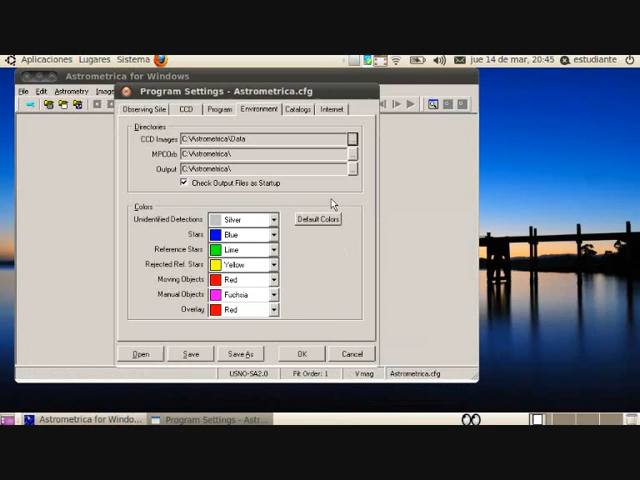 Aplicaciones Lugares Sistema jue 14 de mar, 20:45 estudiante
Astrometrica for Windows
File Edit Astrometry Imag
Program Settings - Astrometrica.cfg
Observing Site CCD Program Environment Catalogs Internet
Directories
CCD Images C:\Astrometrica\Data ...
MPCOrb C:\Astrometrica\ ...
Output C:\Astrometrica\ ...
Check Output Files as Startup
Colors
Unidentified Detections Silver Default Colors
Stars Blue
Reference Stars Lime
Rejected Ref. Stars Yellow
Moving Objects Red
Manual Objects Fuchsia
Overlay Red
Open Save Save As OK Cancel
USNO-SA2.0 Fit Order: 1 V mag Astrometrica.cfg
Astrometrica for Windo... Program Settings - Astr...